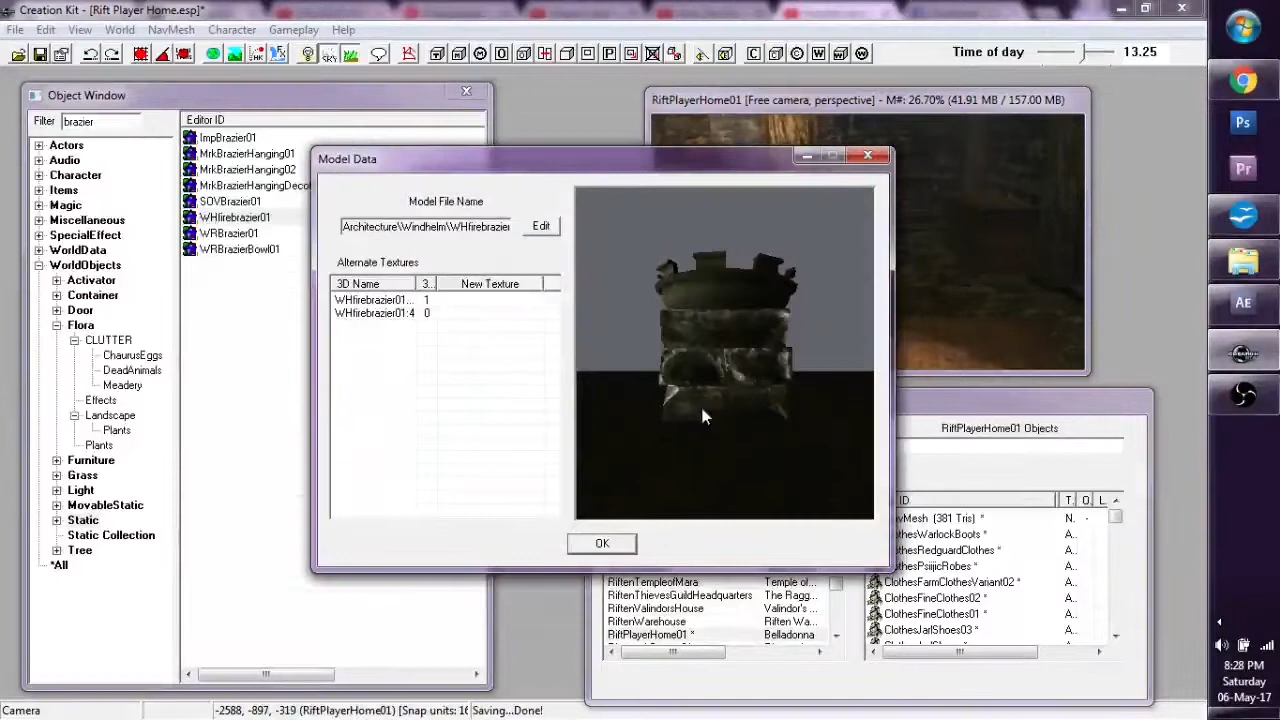 Creation Kit - [Rift Player Home.esp]*
File Edit View World NavMesh Character Gameplay Help
Time of day 13.25
Object Window
Filter brazier
Actors
Audio
Character
Items
Magic
Miscellaneous
SpecialEffect
WorldData
WorldObjects
Activator
Container
Door
Flora
CLUTTER
ChaurusEggs
DeadAnimals
Meadery
Effects
Landscape
Plants
Plants
Furniture
Grass
Light
MovableStatic
Static
Static Collection
Tree
*All
Editor ID
ImpBrazier01
MrkBrazierHanging01
MrkBrazierHanging02
MrkBrazierHangingDeco
SOVBrazier01
WHfirebrazier01
WRBrazier01
WRBrazierBowl01
RiftPlayerHome01 [Free camera, perspective] - M#: 26.70% (41.91 MB / 157.00 MB)
Model Data
Model File Name
Architecture\Windhelm\WHfirebrazier
Edit
Alternate Textures
3D Name 3... New Texture
WHfirebrazier01... 1
WHfirebrazier01:4 0
OK
RiftPlayerHome01 Objects
ID T. O. L
avMesh (381 Tris) * N.
ClothesWarlockBoots * A..
ClothesRedguardClothes * A..
ClothesPsiijicRobes * A..
ClothesFarmClothesVariant02 * A..
ClothesFineClothes02 * A..
ClothesFineClothes01 * A..
ClothesJarlShoes03 * A..
RiftenTempleofMara Temple of...
RiftenThievesGuildHeadquarters The Ragg...
RiftenValindorsHouse Valindor's ...
RiftenWarehouse Riften Wa...
RiftPlayerHome01 * Belladonna
Camera -2588, -897, -319 (RiftPlayerHome01) [Snap units: 16 Saving...Done!
Ps
Pr
AE
8:28 PM
Saturday
06-May-17